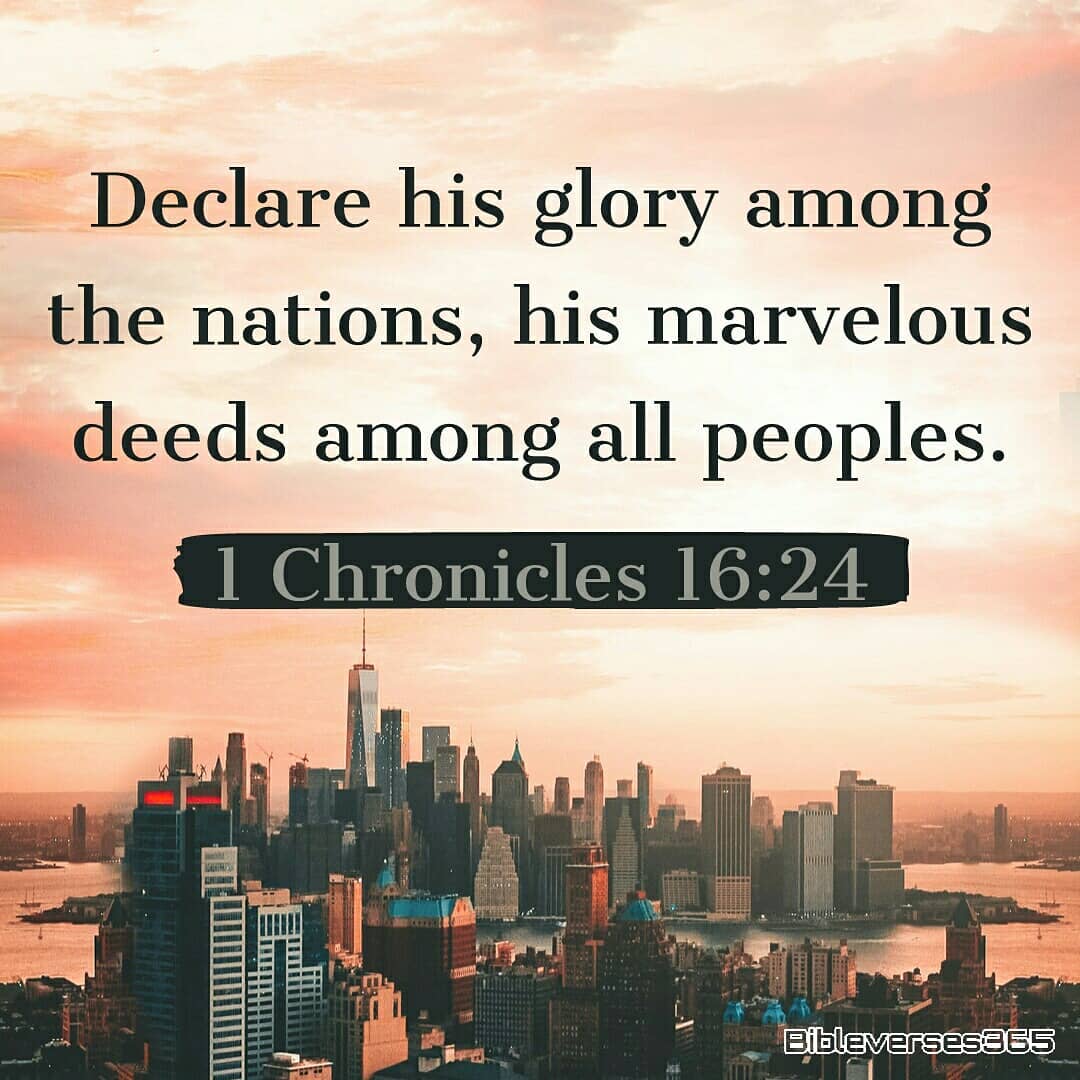 Declare his glory among
the nations, his marvelous
deeds among all peoples.
1 Chronicles 16:24
Bibleverses365